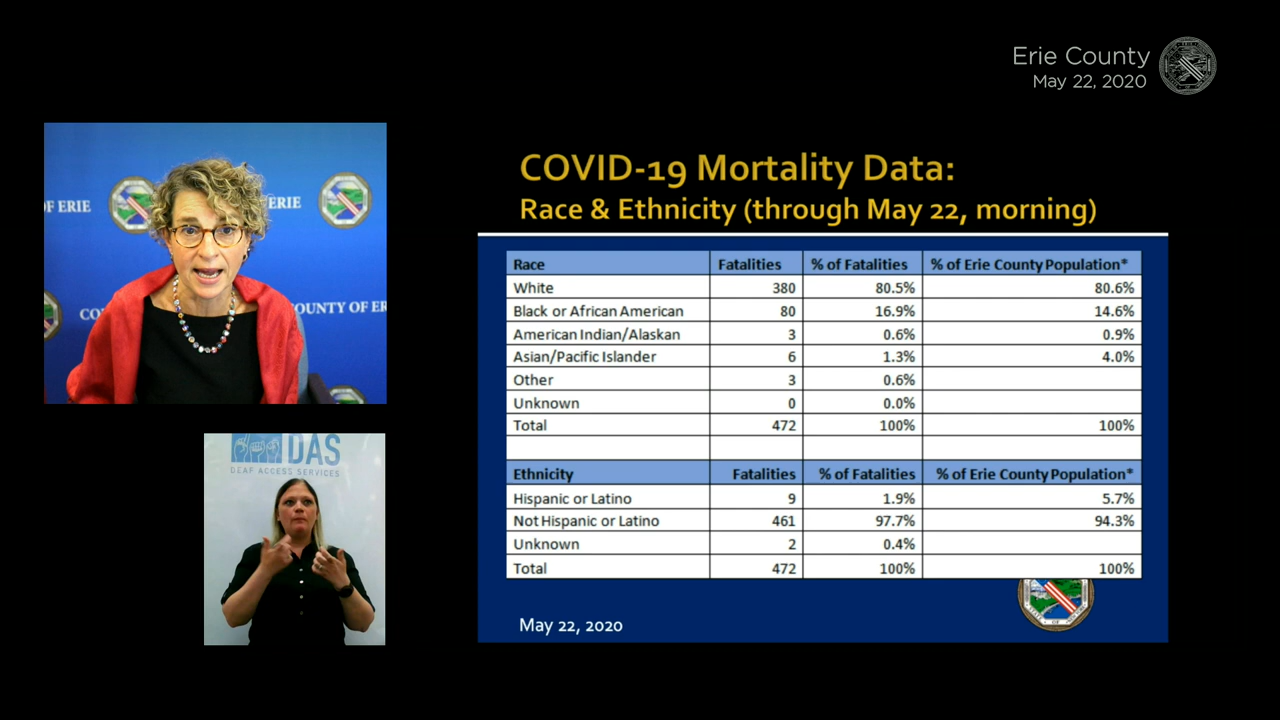 Erie County
May 22, 2020
OF ERIE
ERIE
COUNTY OF ER
DAS
DEAF ACCESS SERVICES
COVID-19 Mortality Data:
Race & Ethnicity (through May 22, morning)
Race Fatalities % of Fatalities % of Erie County Population*
White 380 80.5% 80.6%
Black or African American 80 16.9% 14.6%
American Indian/Alaskan 3 0.6% 0.9%
Asian/Pacific Islander 6 1.3% 4.0%
Other 3 0.6%
Unknown 0 0.0%
Total 472 100% 100%
Ethnicity Fatalities % of Fatalities % of Erie County Population*
Hispanic or Latino 9 1.9% 5.7%
Not Hispanic or Latino 461 97.7% 94.3%
Unknown 2 0.4%
Total 472 100% 100%
May 22, 2020